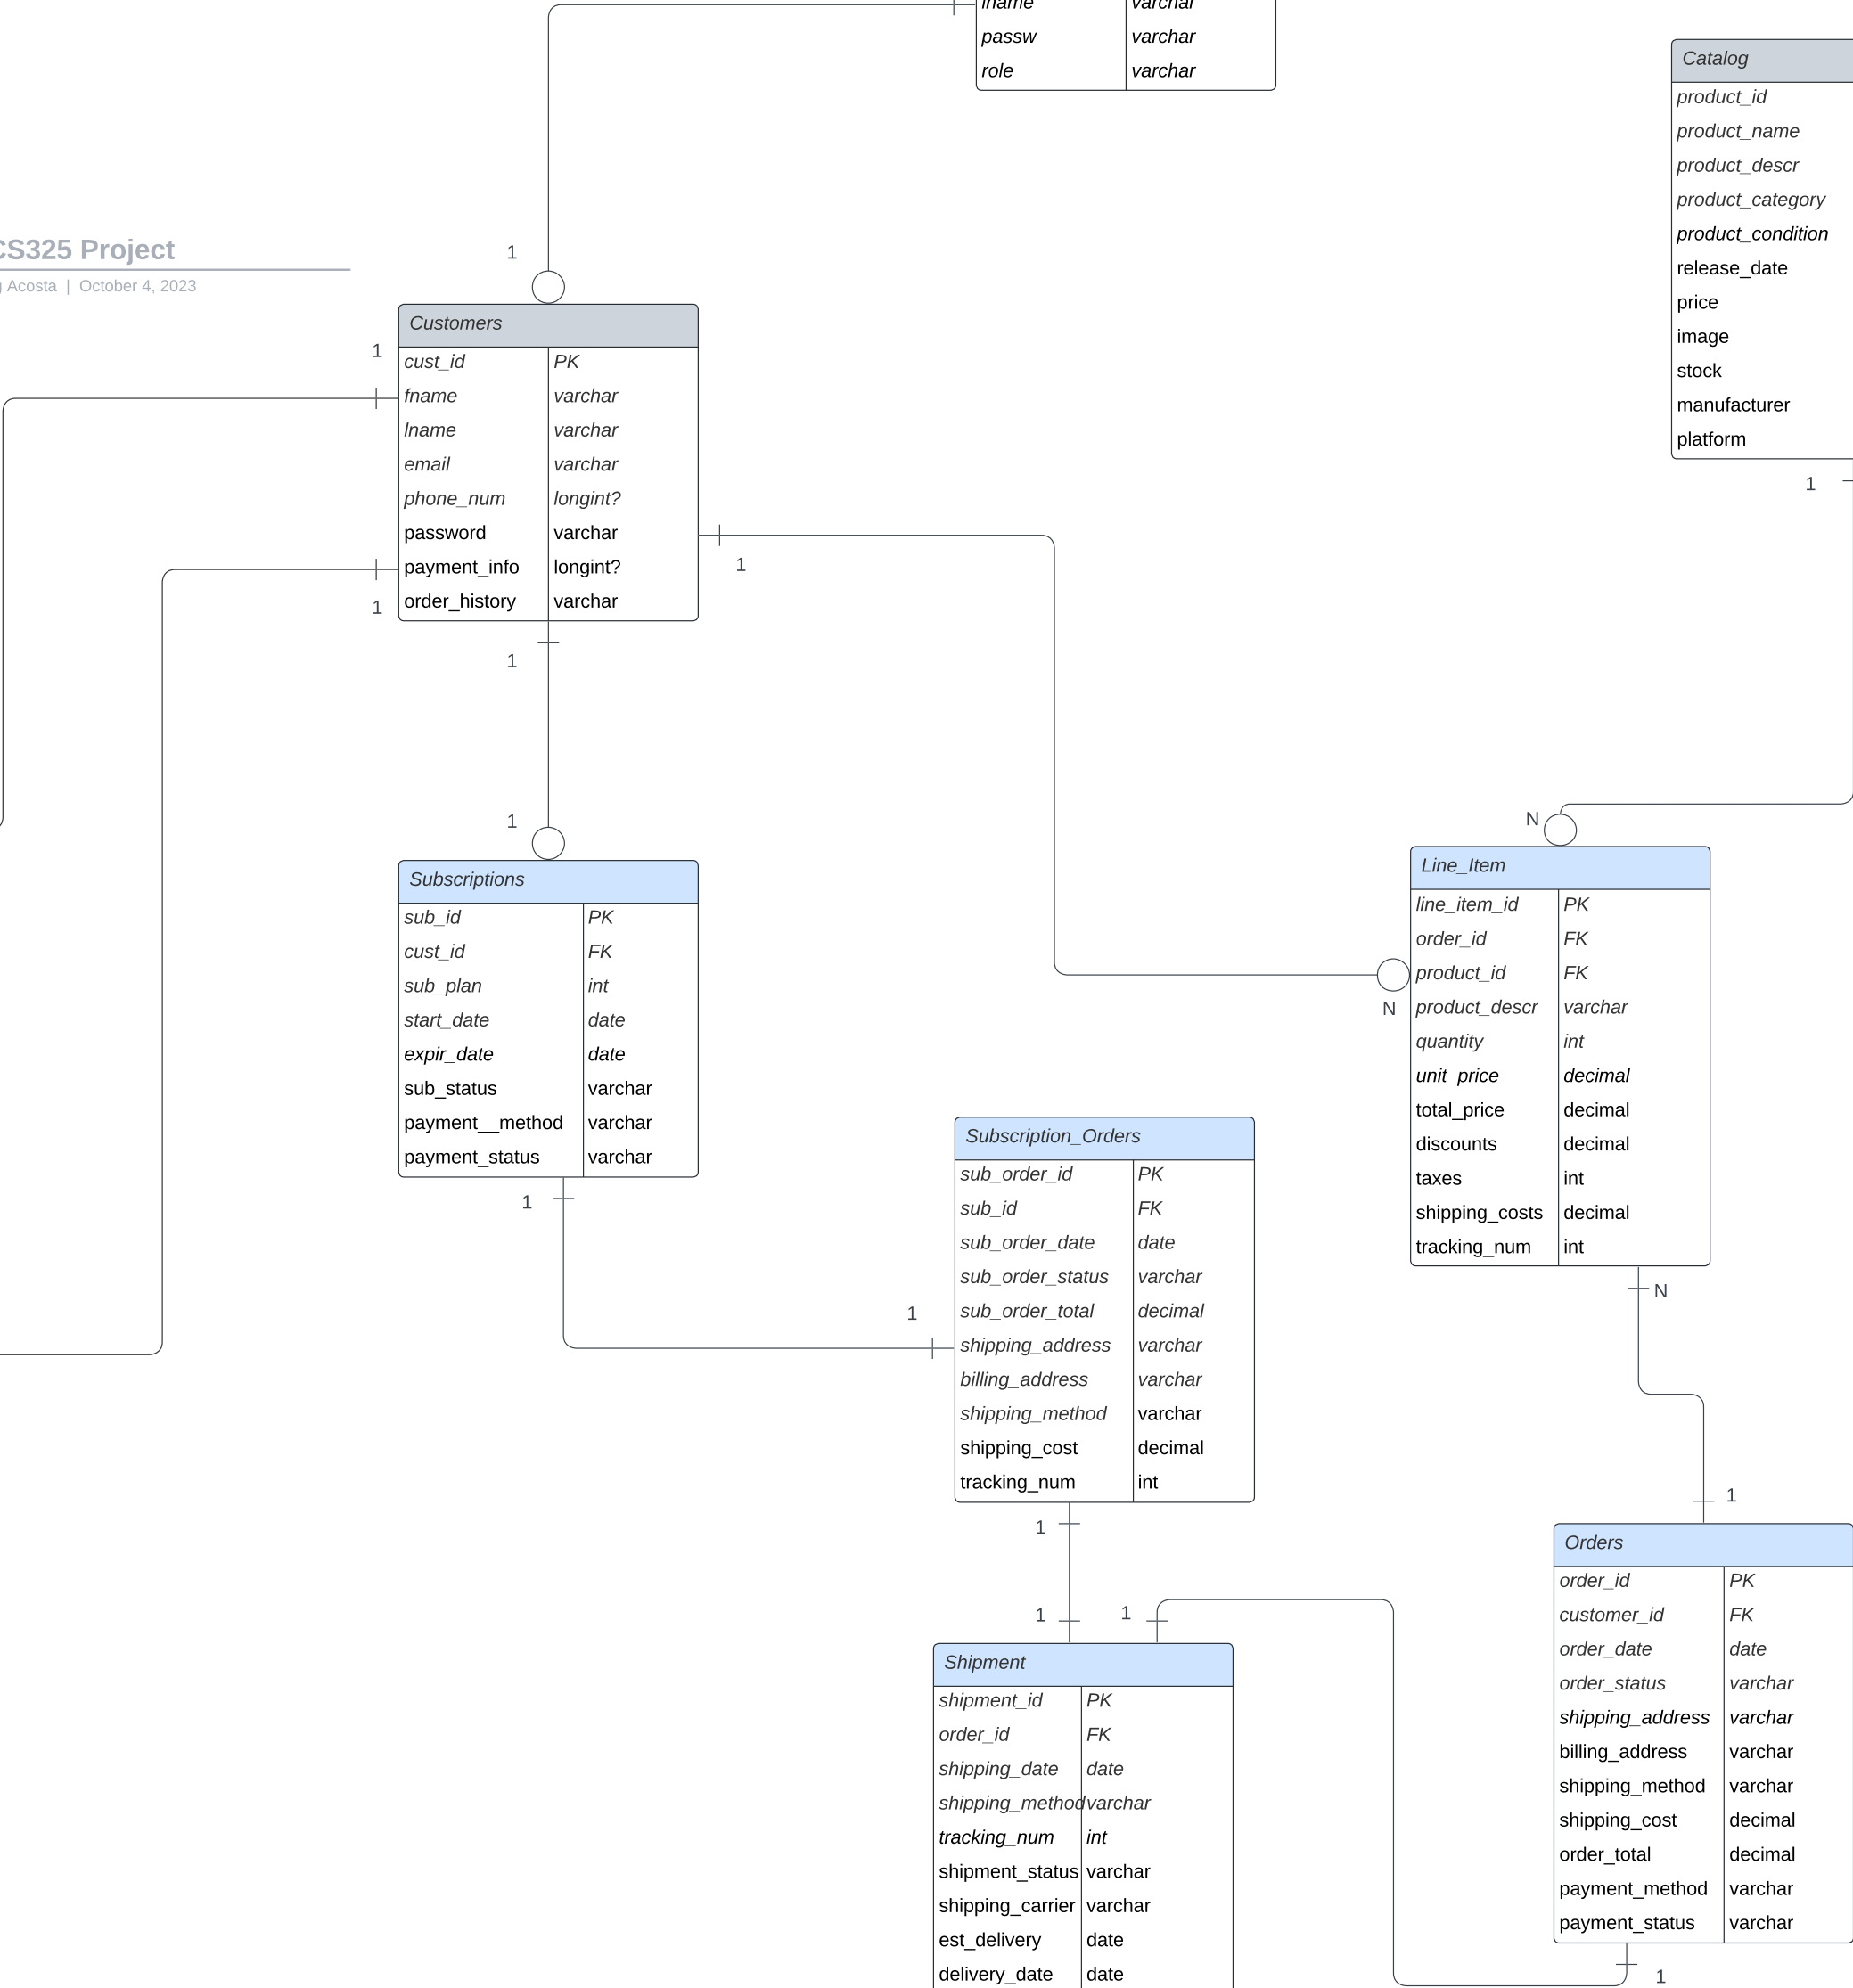 lname varchar
passw varchar
role varchar
Catalog
product_id
product_name
product_descr
product_category
product_condition
release_date
price
image
stock
manufacturer
platform
1
1
CS325 Project
Acosta | October 4, 2023
1
Customers
cust_id PK
fname varchar
lname varchar
email varchar
phone_num longint?
password varchar
payment_info longint?
order_history varchar
1
1
1
1
Subscriptions
sub_id PK
cust_id FK
sub_plan int
start_date date
expir_date date
sub_status varchar
payment__method varchar
payment_status varchar
1
N
Line_Item
line_item_id PK
order_id FK
product_id FK
product_descr varchar
quantity int
unit_price decimal
total_price decimal
discounts decimal
taxes int
shipping_costs decimal
tracking_num int
N
N
Subscription_Orders
sub_order_id PK
sub_id FK
sub_order_date date
sub_order_status varchar
sub_order_total decimal
shipping_address varchar
billing_address varchar
shipping_method varchar
shipping_cost decimal
tracking_num int
1
1
1
1
1
Orders
order_id PK
customer_id FK
order_date date
order_status varchar
shipping_address varchar
billing_address varchar
shipping_method varchar
shipping_cost decimal
order_total decimal
payment_method varchar
payment_status varchar
1
Shipment
shipment_id PK
order_id FK
shipping_date date
shipping_method varchar
tracking_num int
shipment_status varchar
shipping_carrier varchar
est_delivery date
delivery_date date